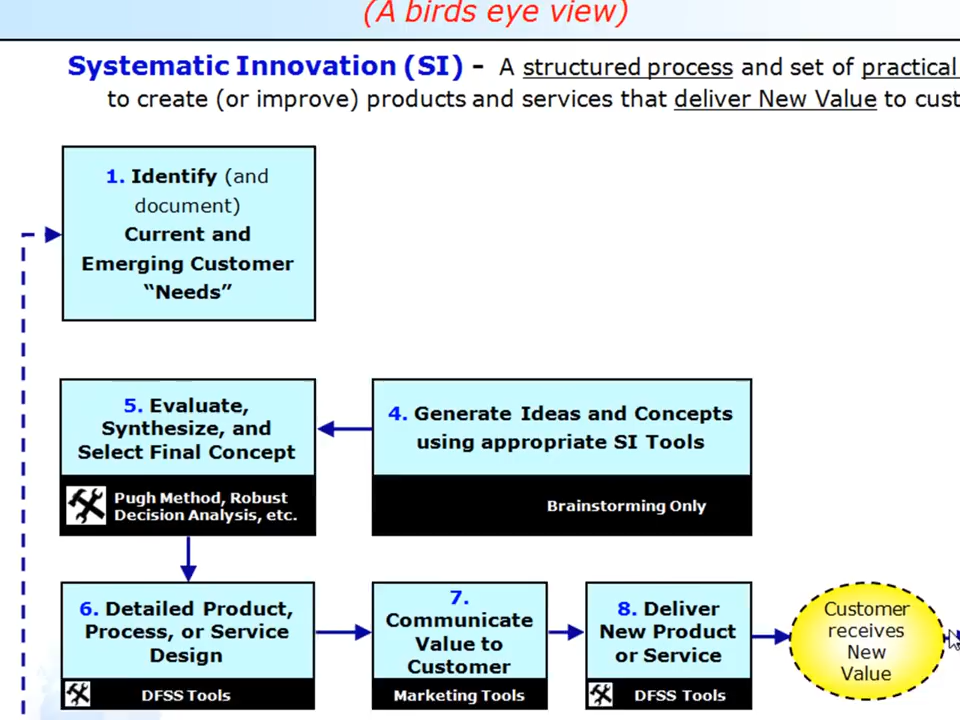 (A birds eye view)
Systematic Innovation (SI) - A structured process and set of practical
to create (or improve) products and services that deliver New Value to cust
1. Identify (and
document)
Current and
Emerging Customer
“Needs”
5. Evaluate,
Synthesize, and
Select Final Concept
Pugh Method, Robust
Decision Analysis, etc.
4. Generate Ideas and Concepts
using appropriate SI Tools
Brainstorming Only
6. Detailed Product,
Process, or Service
Design
DFSS Tools
7.
Communicate
Value to
Customer
Marketing Tools
8. Deliver
New Product
or Service
DFSS Tools
Customer
receives
New
Value